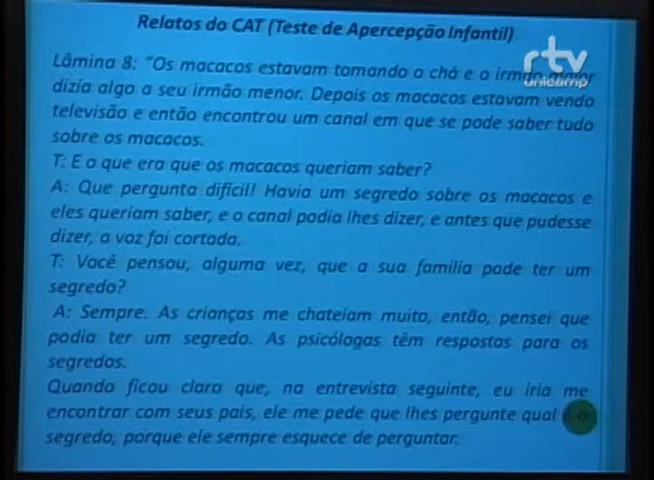 Relatos do CAT (Teste de Apercepção Infantil)
rtv
unicamp
Lâmina 8: "Os macacos estavam tomando o chá e o irmão maior
dizia algo a seu irmão menor. Depois os macacos estavam vendo
televisão e então encontrou um canal em que se pode saber tudo
sobre os macacos.
T: E o que era que os macacos queriam saber?
A: Que pergunta difícil! Havia um segredo sobre os macacos e
eles queriam saber, e o canal podia lhes dizer, e antes que pudesse
dizer, a voz foi cortada.
T: Você pensou, alguma vez, que a sua família pode ter um
segredo?
A: Sempre. As crianças me chateiam muito, então, pensei que
podia ter um segredo. As psicólogas têm respostas para os
segredos.
Quando ficou claro que, na entrevista seguinte, eu iria me
encontrar com seus pais, ele me pede que lhes pergunte qual é o
segredo, porque ele sempre esquece de perguntar.